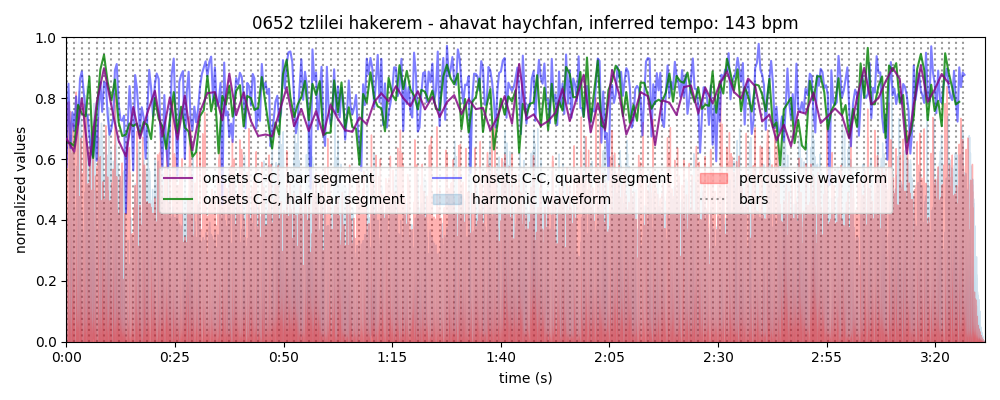 0652 tzlilei hakerem - ahavat haychfan, inferred tempo: 143 bpm
normalized values
1.0
0.8
0.6
0.4
0.2
0.0
onsets C-C, bar segment
onsets C-C, half bar segment
onsets C-C, quarter segment
harmonic waveform
percussive waveform
bars
0:00 0:25 0:50 1:15 1:40 2:05 2:30 2:55 3:20
time (s)